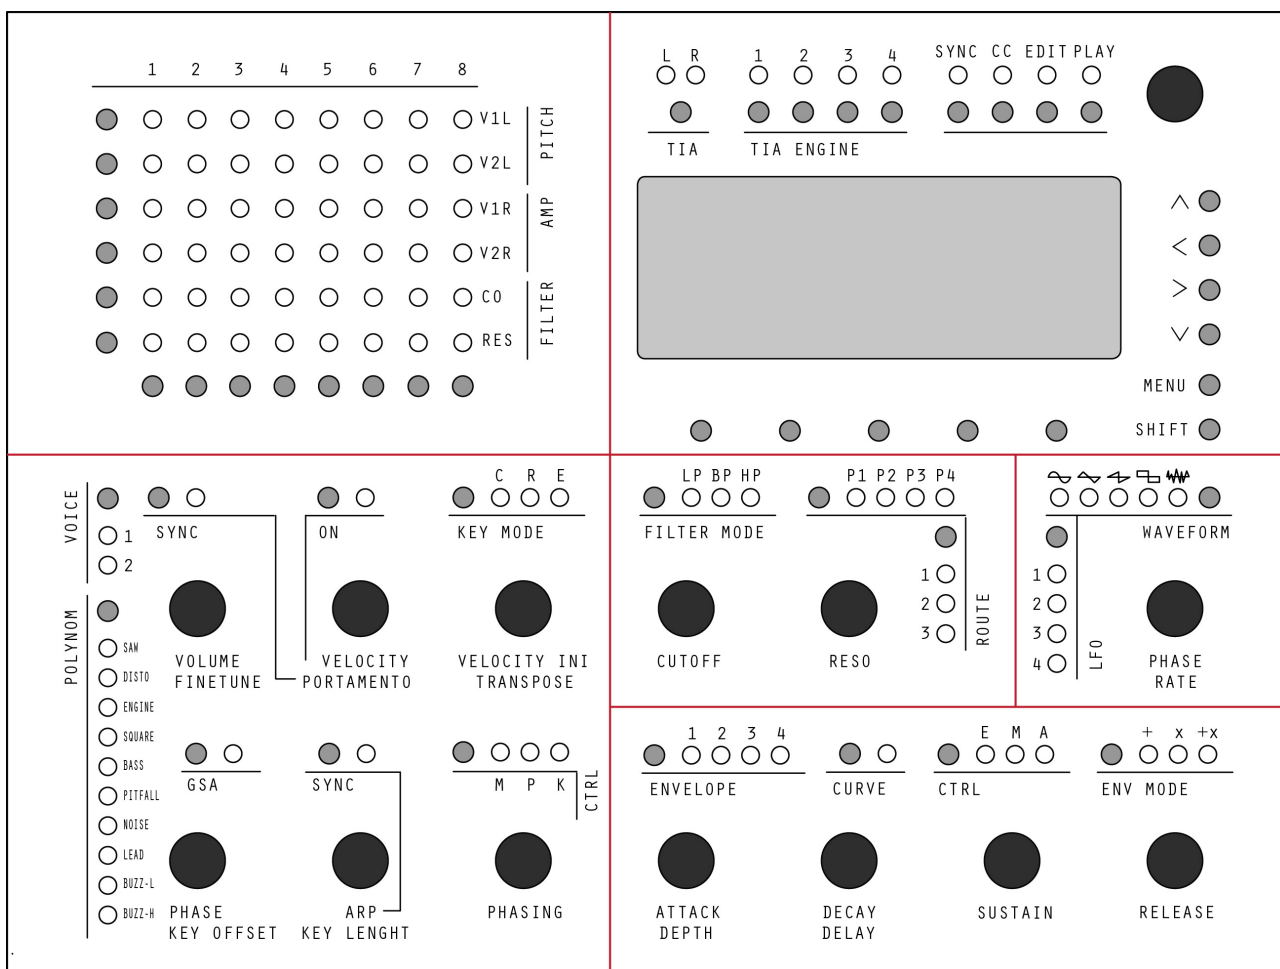 1 2 3 4 5 6 7 8
V1L
V2L
PITCH
V1R
V2R
AMP
CO
RES
FILTER
L R
TIA
1 2 3 4
TIA ENGINE
SYNC CC EDIT PLAY
MENU
SHIFT
VOICE
1
2
SYNC
ON
C R E
KEY MODE
VOLUME
FINETUNE
VELOCITY
PORTAMENTO
VELOCITY INI
TRANSPOSE
POLYNOM
SAW
DISTO
ENGINE
SQUARE
BASS
PITFALL
NOISE
LEAD
BUZZ-L
BUZZ-H
GSA
SYNC
M P K
CTRL
PHASE
KEY OFFSET
ARP
KEY LENGHT
PHASING
LP BP HP
FILTER MODE
P1 P2 P3 P4
1
2
3
ROUTE
CUTOFF
RESO
WAVEFORM
1
2
3
4
LFO
PHASE
RATE
1 2 3 4
ENVELOPE
CURVE
E M A
CTRL
+ x +x
ENV MODE
ATTACK
DEPTH
DECAY
DELAY
SUSTAIN
RELEASE